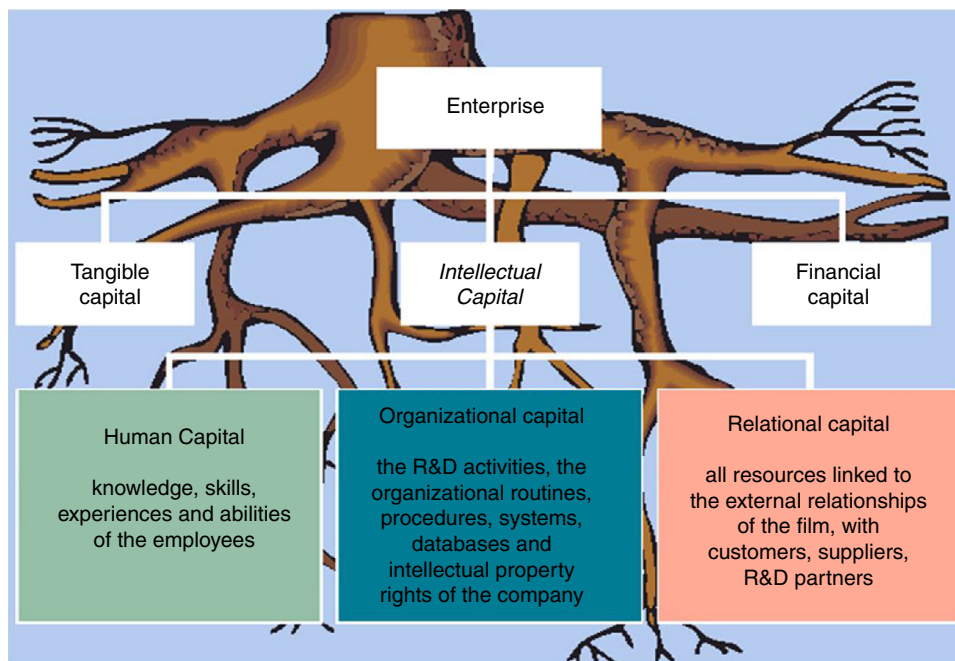 Enterprise
Tangible
capital
Intellectual
Capital
Financial
capital
Human Capital
knowledge, skills,
experiences and abilities
of the employees
Organizational capital
the R&D activities, the
organizational routines,
procedures, systems,
databases and
intellectual property
rights of the company
Relational capital
all resources linked to
the external relationships
of the film, with
customers, suppliers,
R&D partners